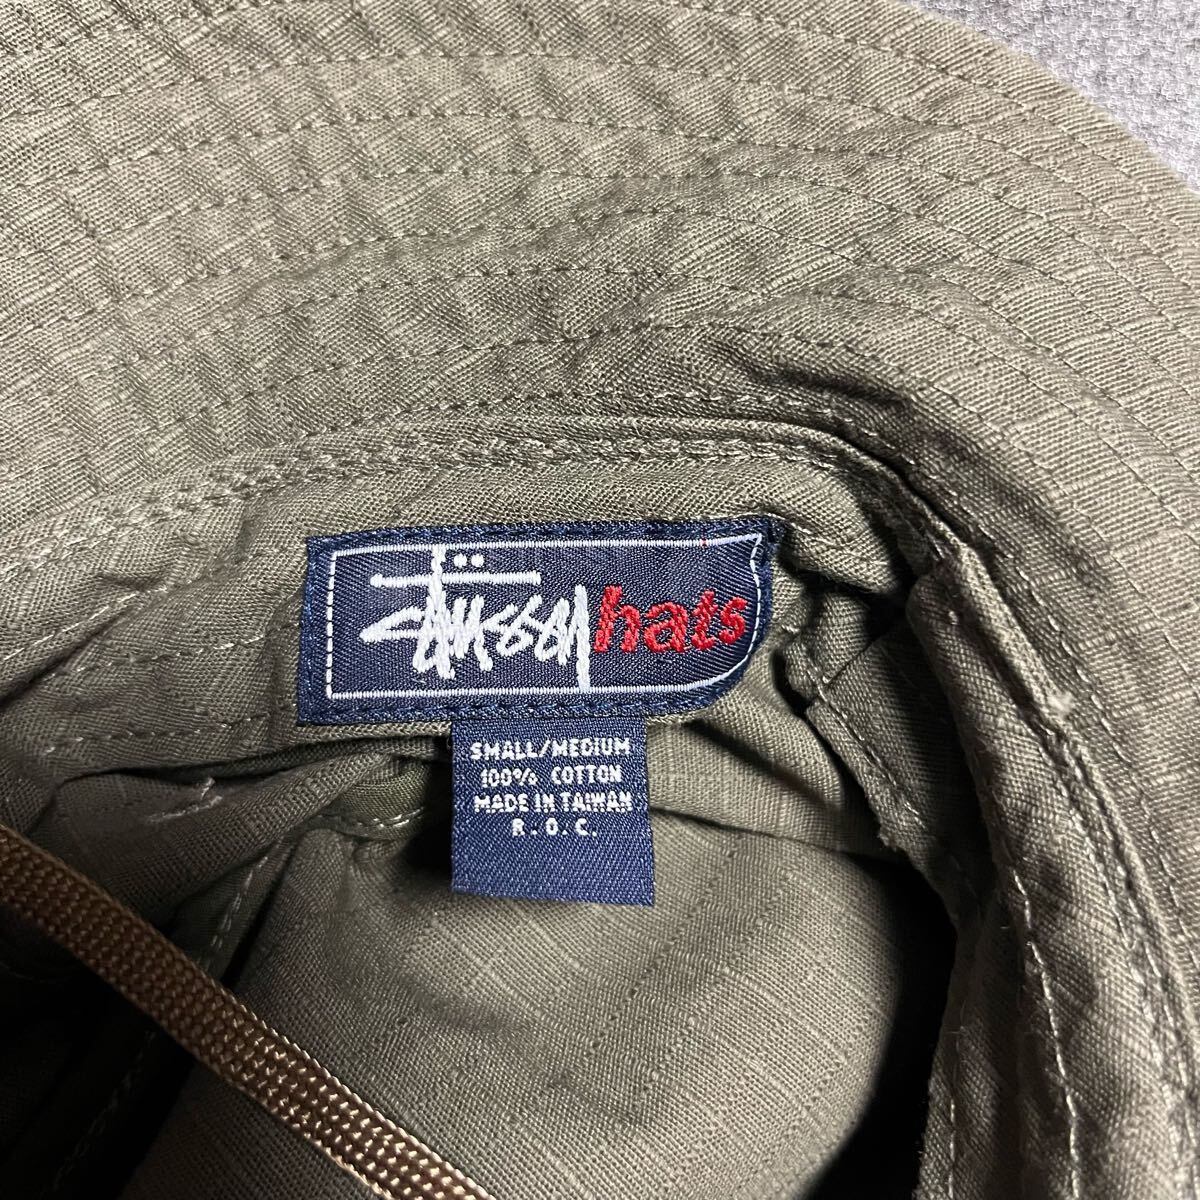 Stüssy hats
SMALL/MEDIUM
100% COTTON
MADE IN TAIWAN
R.O.C.